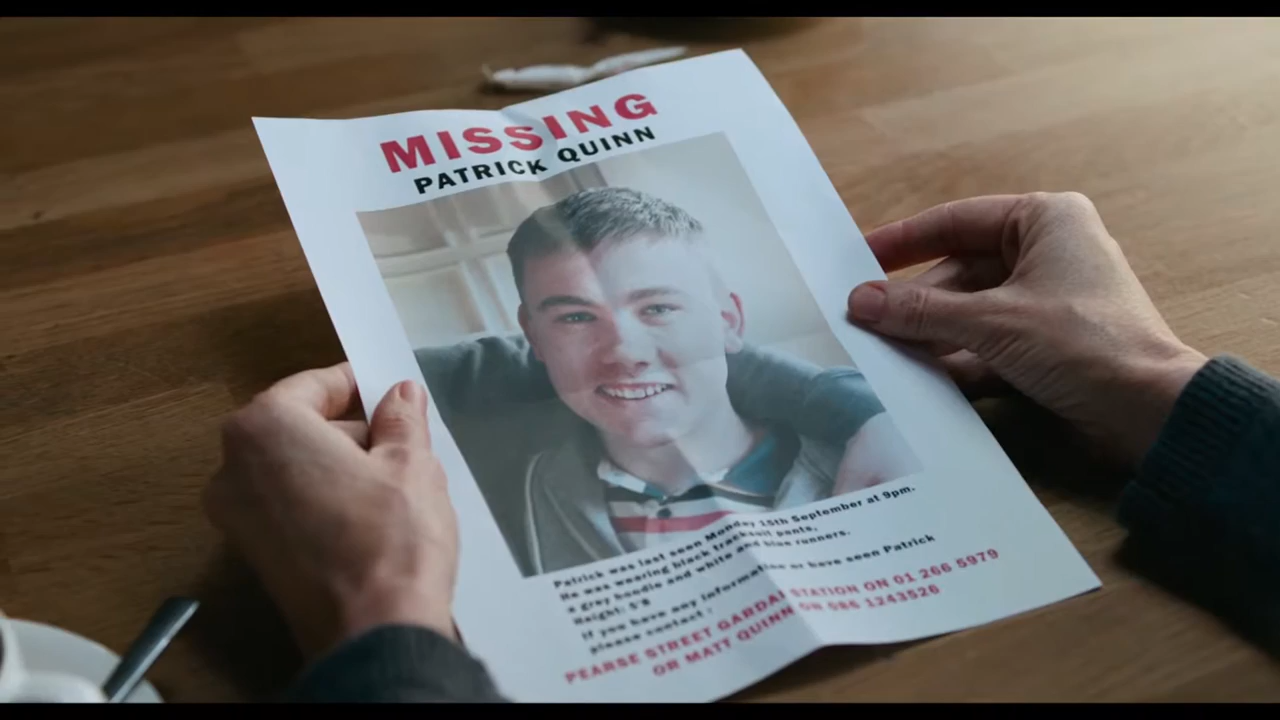 MISSING
PATRICK QUINN
Patrick was last seen Monday 15th September at 9pm.
He was wearing black tracksuit pants,
a grey hoodie and white and blue runners.
Height: 5'8
If you have any information or have seen Patrick
please contact :
PEARSE STREET GARDAI STATION ON 01 266 5979
OR MATT QUINN ON 086 1243526